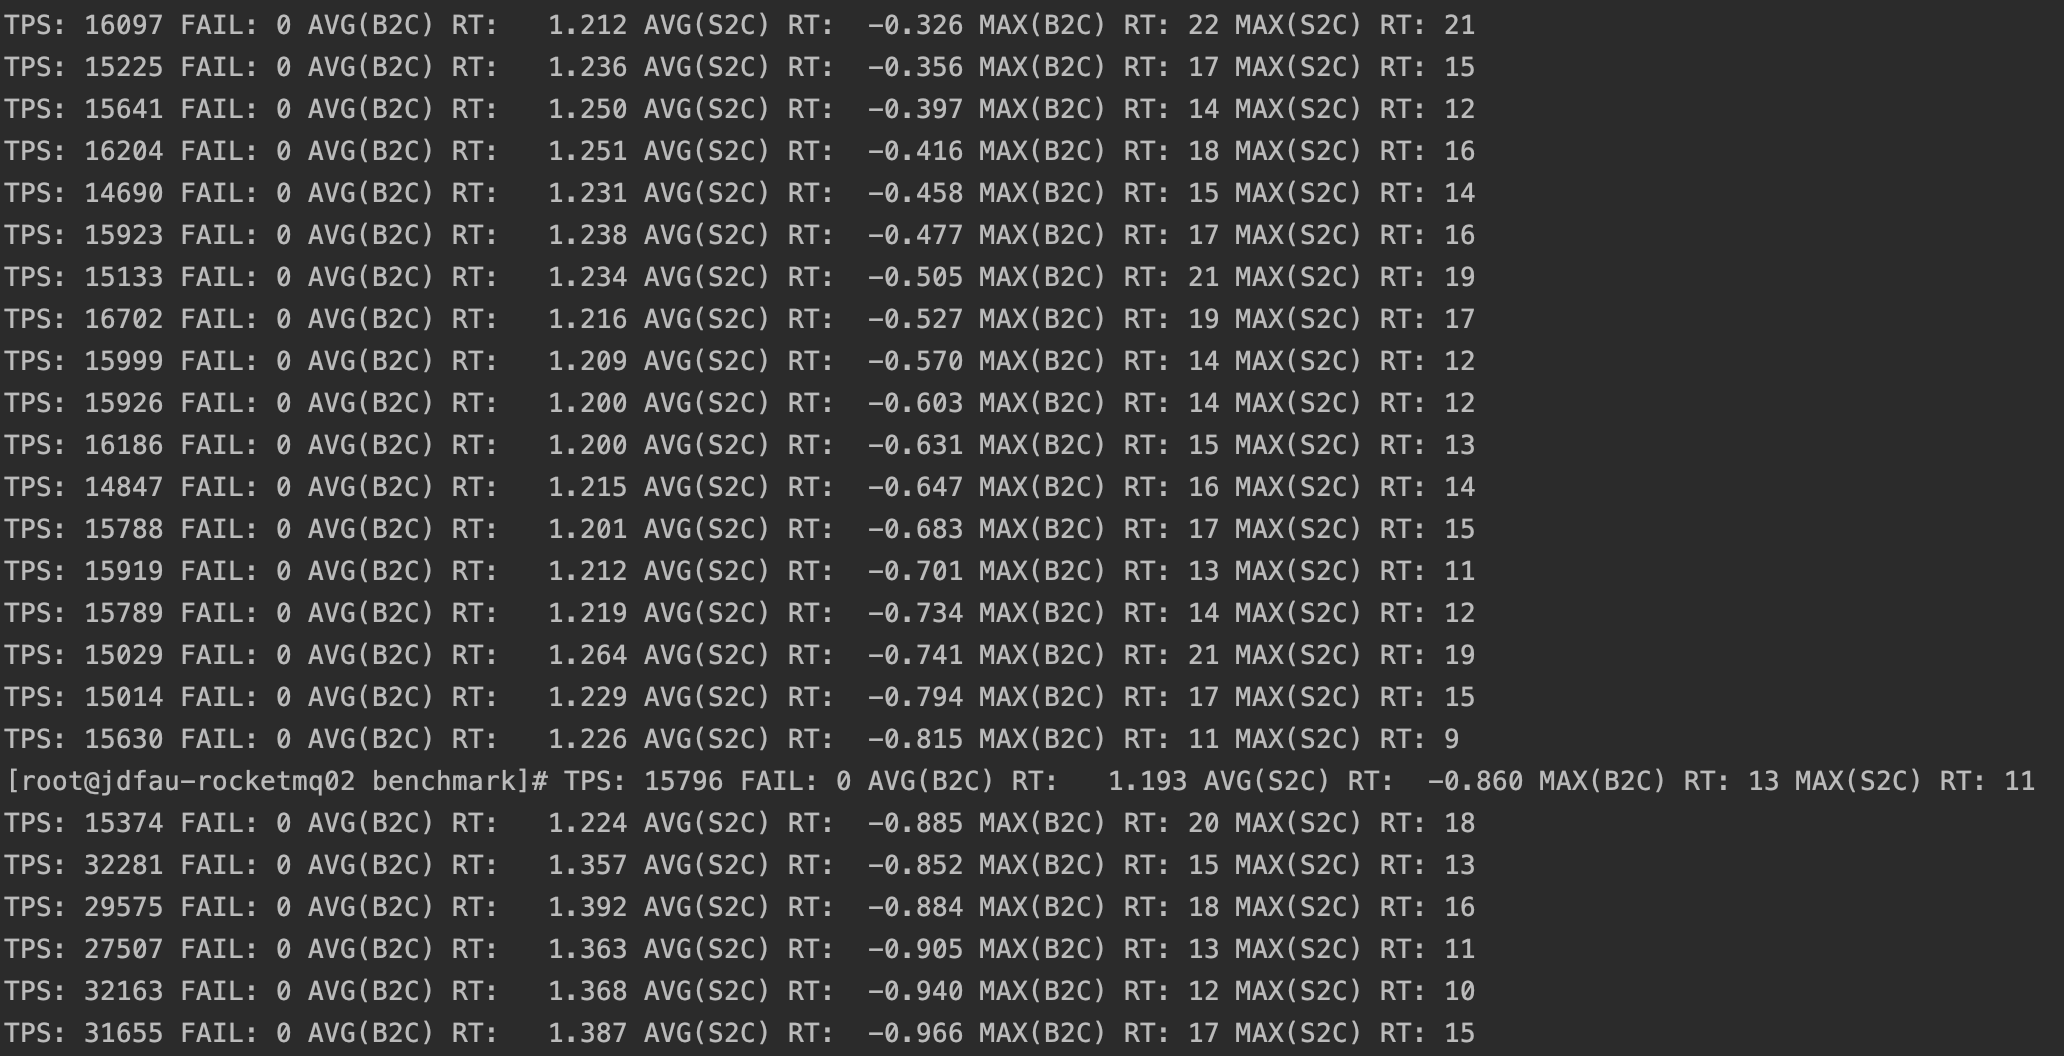 TPS: 16097 FAIL: 0 AVG(B2C) RT:   1.212 AVG(S2C) RT:  -0.326 MAX(B2C) RT: 22 MAX(S2C) RT: 21
TPS: 15225 FAIL: 0 AVG(B2C) RT:   1.236 AVG(S2C) RT:  -0.356 MAX(B2C) RT: 17 MAX(S2C) RT: 15
TPS: 15641 FAIL: 0 AVG(B2C) RT:   1.250 AVG(S2C) RT:  -0.397 MAX(B2C) RT: 14 MAX(S2C) RT: 12
TPS: 16204 FAIL: 0 AVG(B2C) RT:   1.251 AVG(S2C) RT:  -0.416 MAX(B2C) RT: 18 MAX(S2C) RT: 16
TPS: 14690 FAIL: 0 AVG(B2C) RT:   1.231 AVG(S2C) RT:  -0.458 MAX(B2C) RT: 15 MAX(S2C) RT: 14
TPS: 15923 FAIL: 0 AVG(B2C) RT:   1.238 AVG(S2C) RT:  -0.477 MAX(B2C) RT: 17 MAX(S2C) RT: 16
TPS: 15133 FAIL: 0 AVG(B2C) RT:   1.234 AVG(S2C) RT:  -0.505 MAX(B2C) RT: 21 MAX(S2C) RT: 19
TPS: 16702 FAIL: 0 AVG(B2C) RT:   1.216 AVG(S2C) RT:  -0.527 MAX(B2C) RT: 19 MAX(S2C) RT: 17
TPS: 15999 FAIL: 0 AVG(B2C) RT:   1.209 AVG(S2C) RT:  -0.570 MAX(B2C) RT: 14 MAX(S2C) RT: 12
TPS: 15926 FAIL: 0 AVG(B2C) RT:   1.200 AVG(S2C) RT:  -0.603 MAX(B2C) RT: 14 MAX(S2C) RT: 12
TPS: 16186 FAIL: 0 AVG(B2C) RT:   1.200 AVG(S2C) RT:  -0.631 MAX(B2C) RT: 15 MAX(S2C) RT: 13
TPS: 14847 FAIL: 0 AVG(B2C) RT:   1.215 AVG(S2C) RT:  -0.647 MAX(B2C) RT: 16 MAX(S2C) RT: 14
TPS: 15788 FAIL: 0 AVG(B2C) RT:   1.201 AVG(S2C) RT:  -0.683 MAX(B2C) RT: 17 MAX(S2C) RT: 15
TPS: 15919 FAIL: 0 AVG(B2C) RT:   1.212 AVG(S2C) RT:  -0.701 MAX(B2C) RT: 13 MAX(S2C) RT: 11
TPS: 15789 FAIL: 0 AVG(B2C) RT:   1.219 AVG(S2C) RT:  -0.734 MAX(B2C) RT: 14 MAX(S2C) RT: 12
TPS: 15029 FAIL: 0 AVG(B2C) RT:   1.264 AVG(S2C) RT:  -0.741 MAX(B2C) RT: 21 MAX(S2C) RT: 19
TPS: 15014 FAIL: 0 AVG(B2C) RT:   1.229 AVG(S2C) RT:  -0.794 MAX(B2C) RT: 17 MAX(S2C) RT: 15
TPS: 15630 FAIL: 0 AVG(B2C) RT:   1.226 AVG(S2C) RT:  -0.815 MAX(B2C) RT: 11 MAX(S2C) RT: 9
[root@jdfau-rocketmq02 benchmark]# TPS: 15796 FAIL: 0 AVG(B2C) RT:   1.193 AVG(S2C) RT:  -0.860 MAX(B2C) RT: 13 MAX(S2C) RT: 11
TPS: 15374 FAIL: 0 AVG(B2C) RT:   1.224 AVG(S2C) RT:  -0.885 MAX(B2C) RT: 20 MAX(S2C) RT: 18
TPS: 32281 FAIL: 0 AVG(B2C) RT:   1.357 AVG(S2C) RT:  -0.852 MAX(B2C) RT: 15 MAX(S2C) RT: 13
TPS: 29575 FAIL: 0 AVG(B2C) RT:   1.392 AVG(S2C) RT:  -0.884 MAX(B2C) RT: 18 MAX(S2C) RT: 16
TPS: 27507 FAIL: 0 AVG(B2C) RT:   1.363 AVG(S2C) RT:  -0.905 MAX(B2C) RT: 13 MAX(S2C) RT: 11
TPS: 32163 FAIL: 0 AVG(B2C) RT:   1.368 AVG(S2C) RT:  -0.940 MAX(B2C) RT: 12 MAX(S2C) RT: 10
TPS: 31655 FAIL: 0 AVG(B2C) RT:   1.387 AVG(S2C) RT:  -0.966 MAX(B2C) RT: 17 MAX(S2C) RT: 15